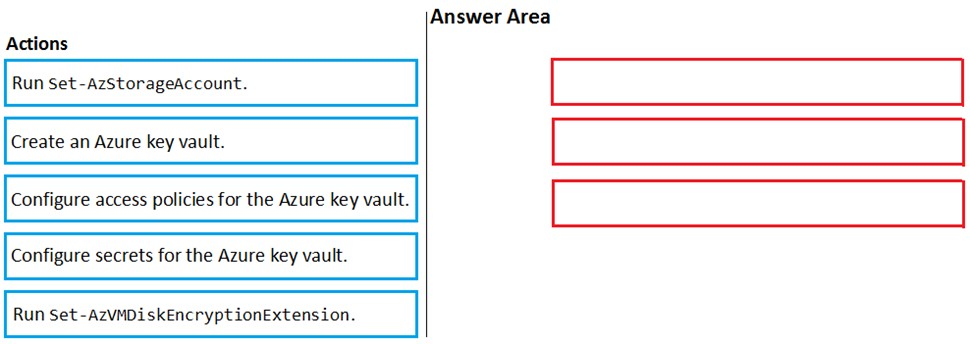 Answer Area
Actions
Run Set-AzStorageAccount.
Create an Azure key vault.
Configure access policies for the Azure key vault.
Configure secrets for the Azure key vault.
Run Set-AzVMDiskEncryptionExtension.